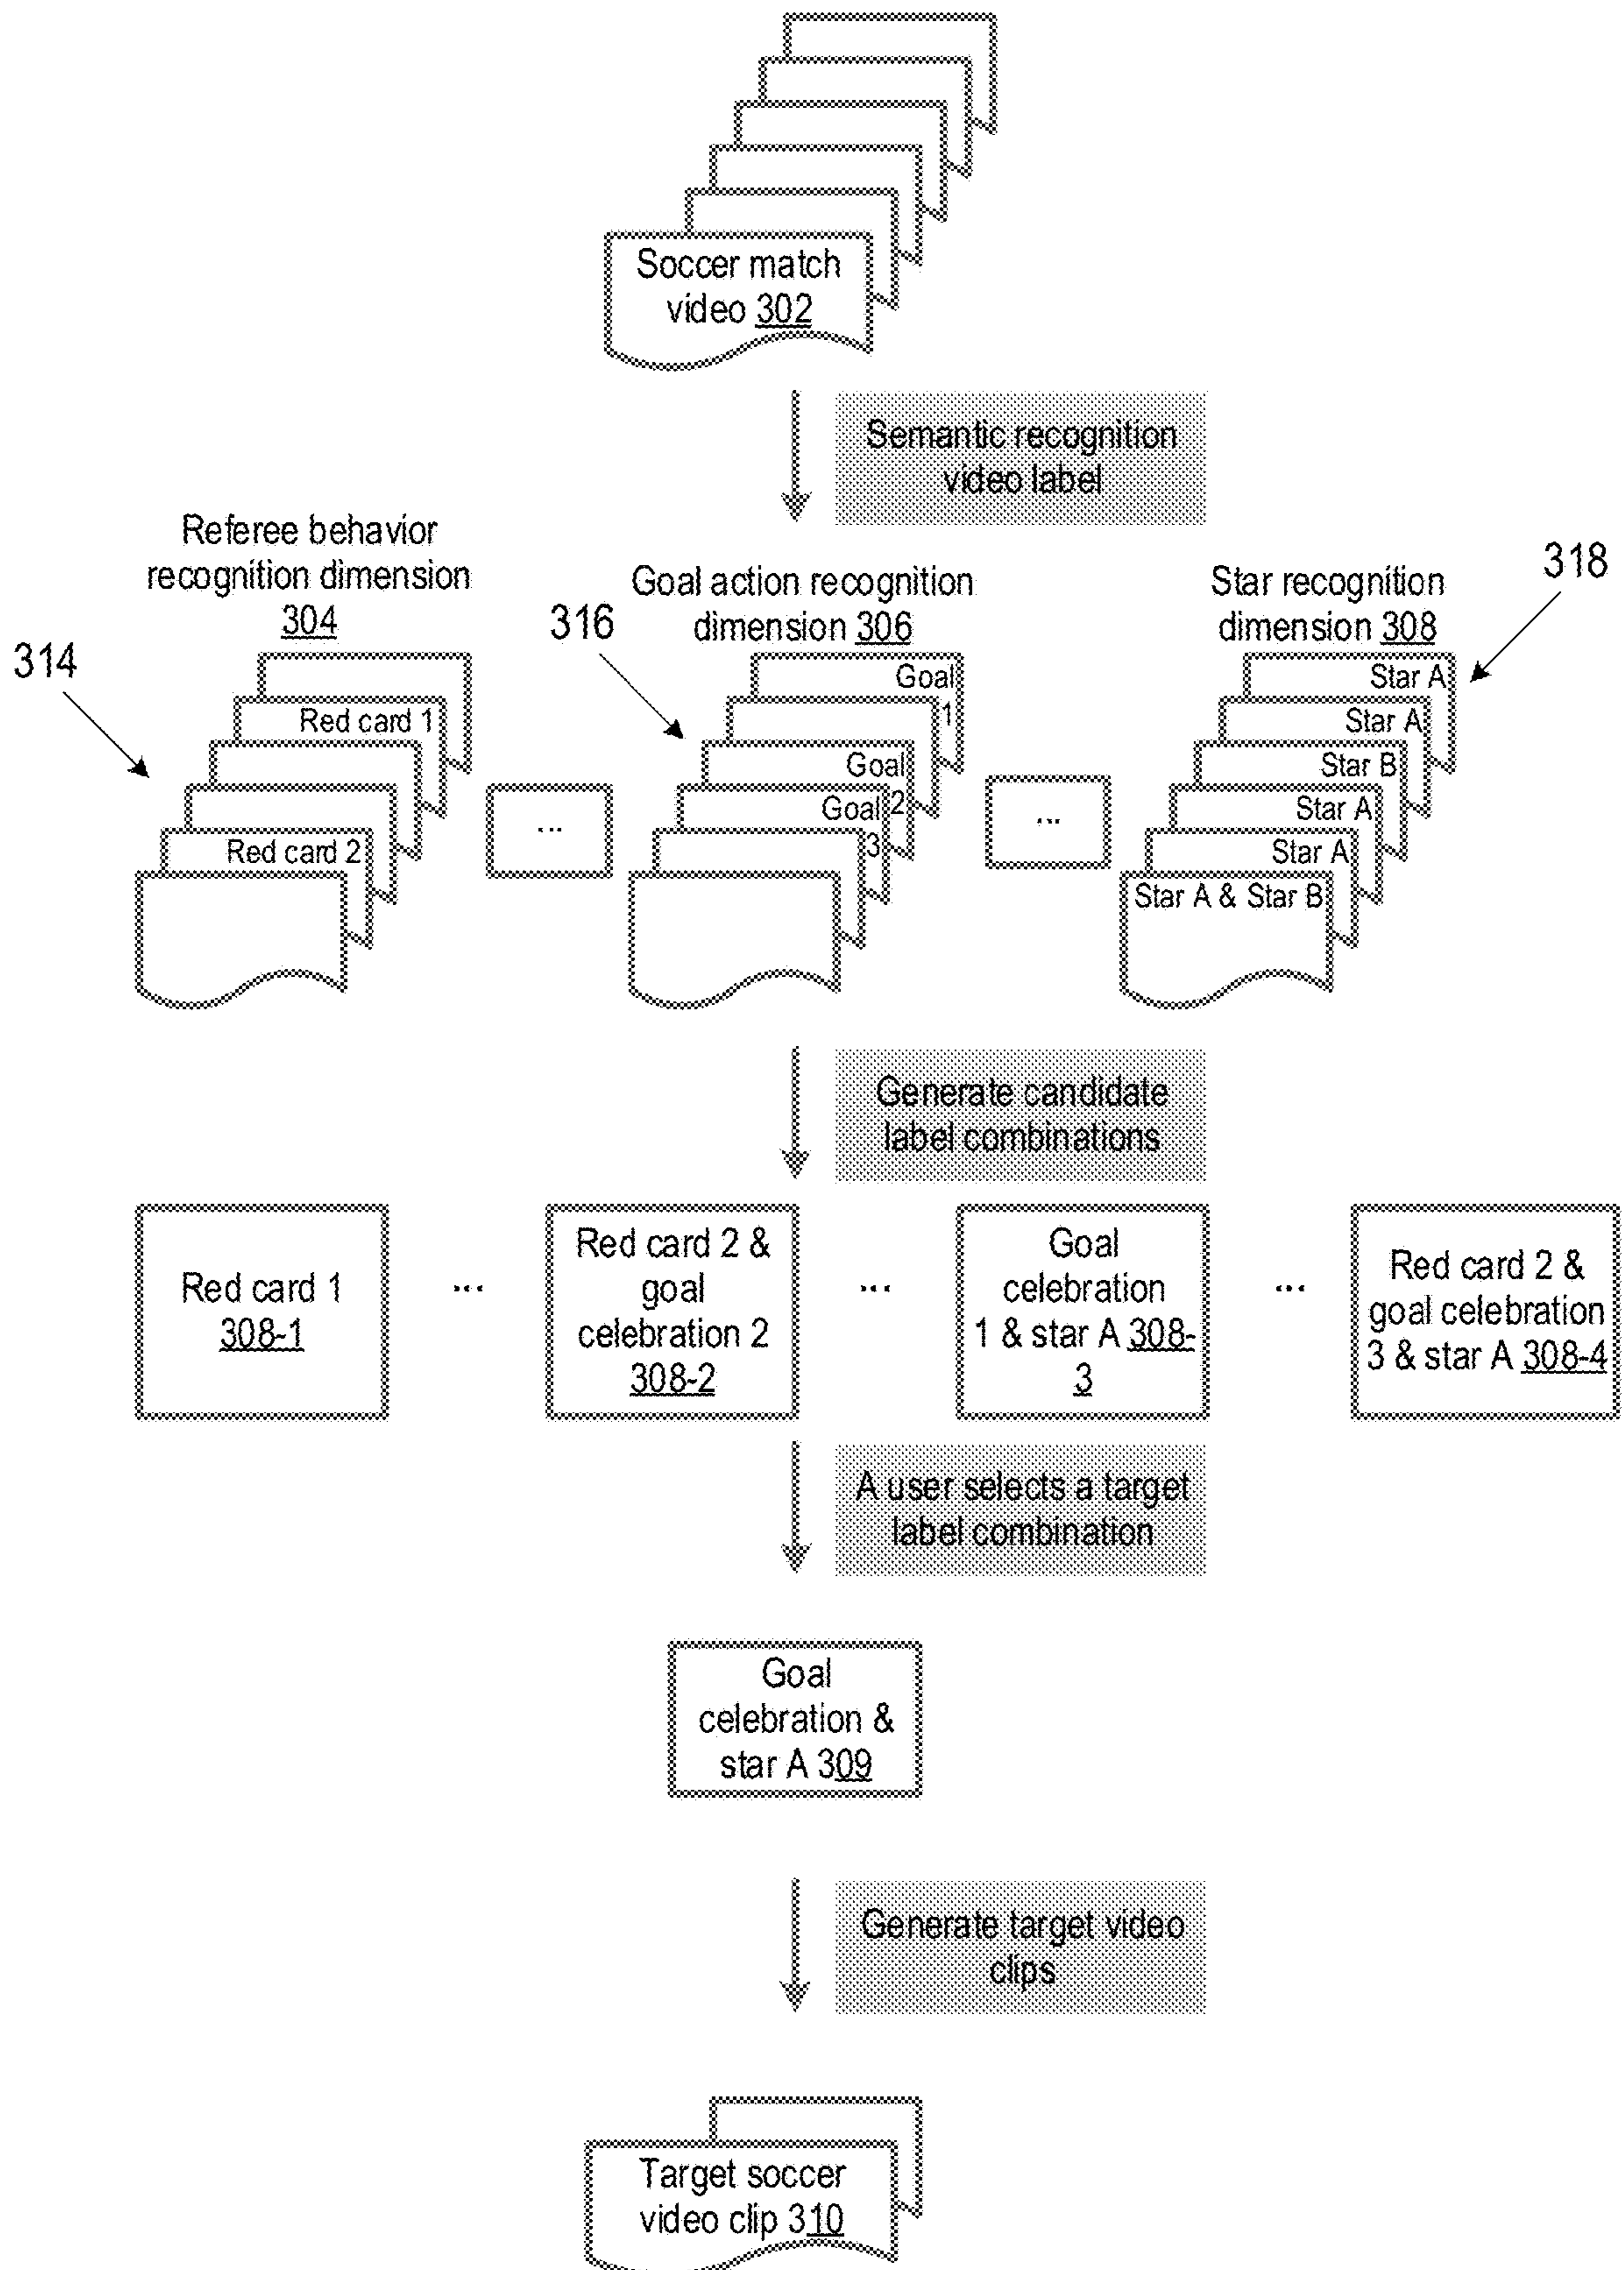 Soccer match
video 302
Semantic recognition
video label
Referee behavior
recognition dimension
304
Goal action recognition
dimension 306
Star recognition
dimension 308
314
316
318
Red card 1
Red card 2
...
Goal
1
Goal
2
Goal
3
...
Star A
Star A
Star B
Star A
Star A
Star A & Star B
Generate candidate
label combinations
Red card 1
308-1
...
Red card 2 &
goal
celebration 2
308-2
...
Goal
celebration
1 & star A 308-
3
...
Red card 2 &
goal celebration
3 & star A 308-4
A user selects a target
label combination
Goal
celebration &
star A 309
Generate target video
clips
Target soccer
video clip 310